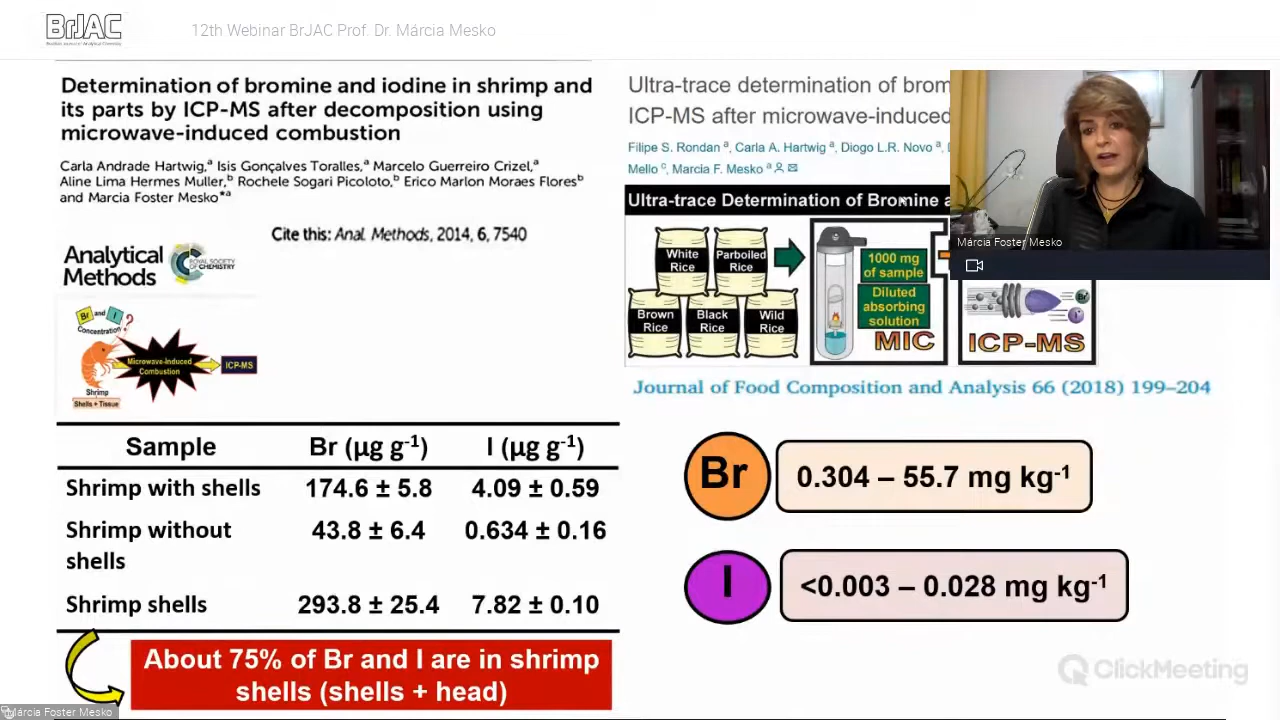 BrJAC
12th Webinar BrJAC Prof. Dr. Márcia Mesko
Determination of bromine and iodine in shrimp and
its parts by ICP-MS after decomposition using
microwave-induced combustion
Carla Andrade Hartwig,a Isis Gonçalves Toralles,a Marcelo Guerreiro Crizel,a
Aline Lima Hermes Muller,b Rochele Sogari Picoloto,b Erico Marlon Moraes Floresb
and Marcia Foster Mesko*a
Cite this: Anal. Methods, 2014, 6, 7540
Analytical
Methods
ROYAL SOCIETY
OF CHEMISTRY
Br and I
Concentration ?
Microwave-Induced
Combustion
ICP-MS
Shrimp
Shells + Tissue
Sample Br (µg g-1) I (µg g-1)
Shrimp with shells 174.6 ± 5.8 4.09 ± 0.59
Shrimp without
shells 43.8 ± 6.4 0.634 ± 0.16
Shrimp shells 293.8 ± 25.4 7.82 ± 0.10
About 75% of Br and I are in shrimp
shells (shells + head)
Ultra-trace determination of brom
ICP-MS after microwave-induced
Filipe S. Rondan a, Carla A. Hartwig a, Diogo L.R. Novo a,
Mello c, Marcia F. Mesko a
Ultra-trace Determination of Bromine a
White
Rice
Parboiled
Rice
Brown
Rice
Black
Rice
Wild
Rice
1000 mg
of sample
Diluted
absorbing
solution
MIC
Br
I
ICP-MS
Journal of Food Composition and Analysis 66 (2018) 199–204
Br 0.304 – 55.7 mg kg-1
I <0.003 – 0.028 mg kg-1
Márcia Foster Mesko
ClickMeeting
Márcia Foster Mesko